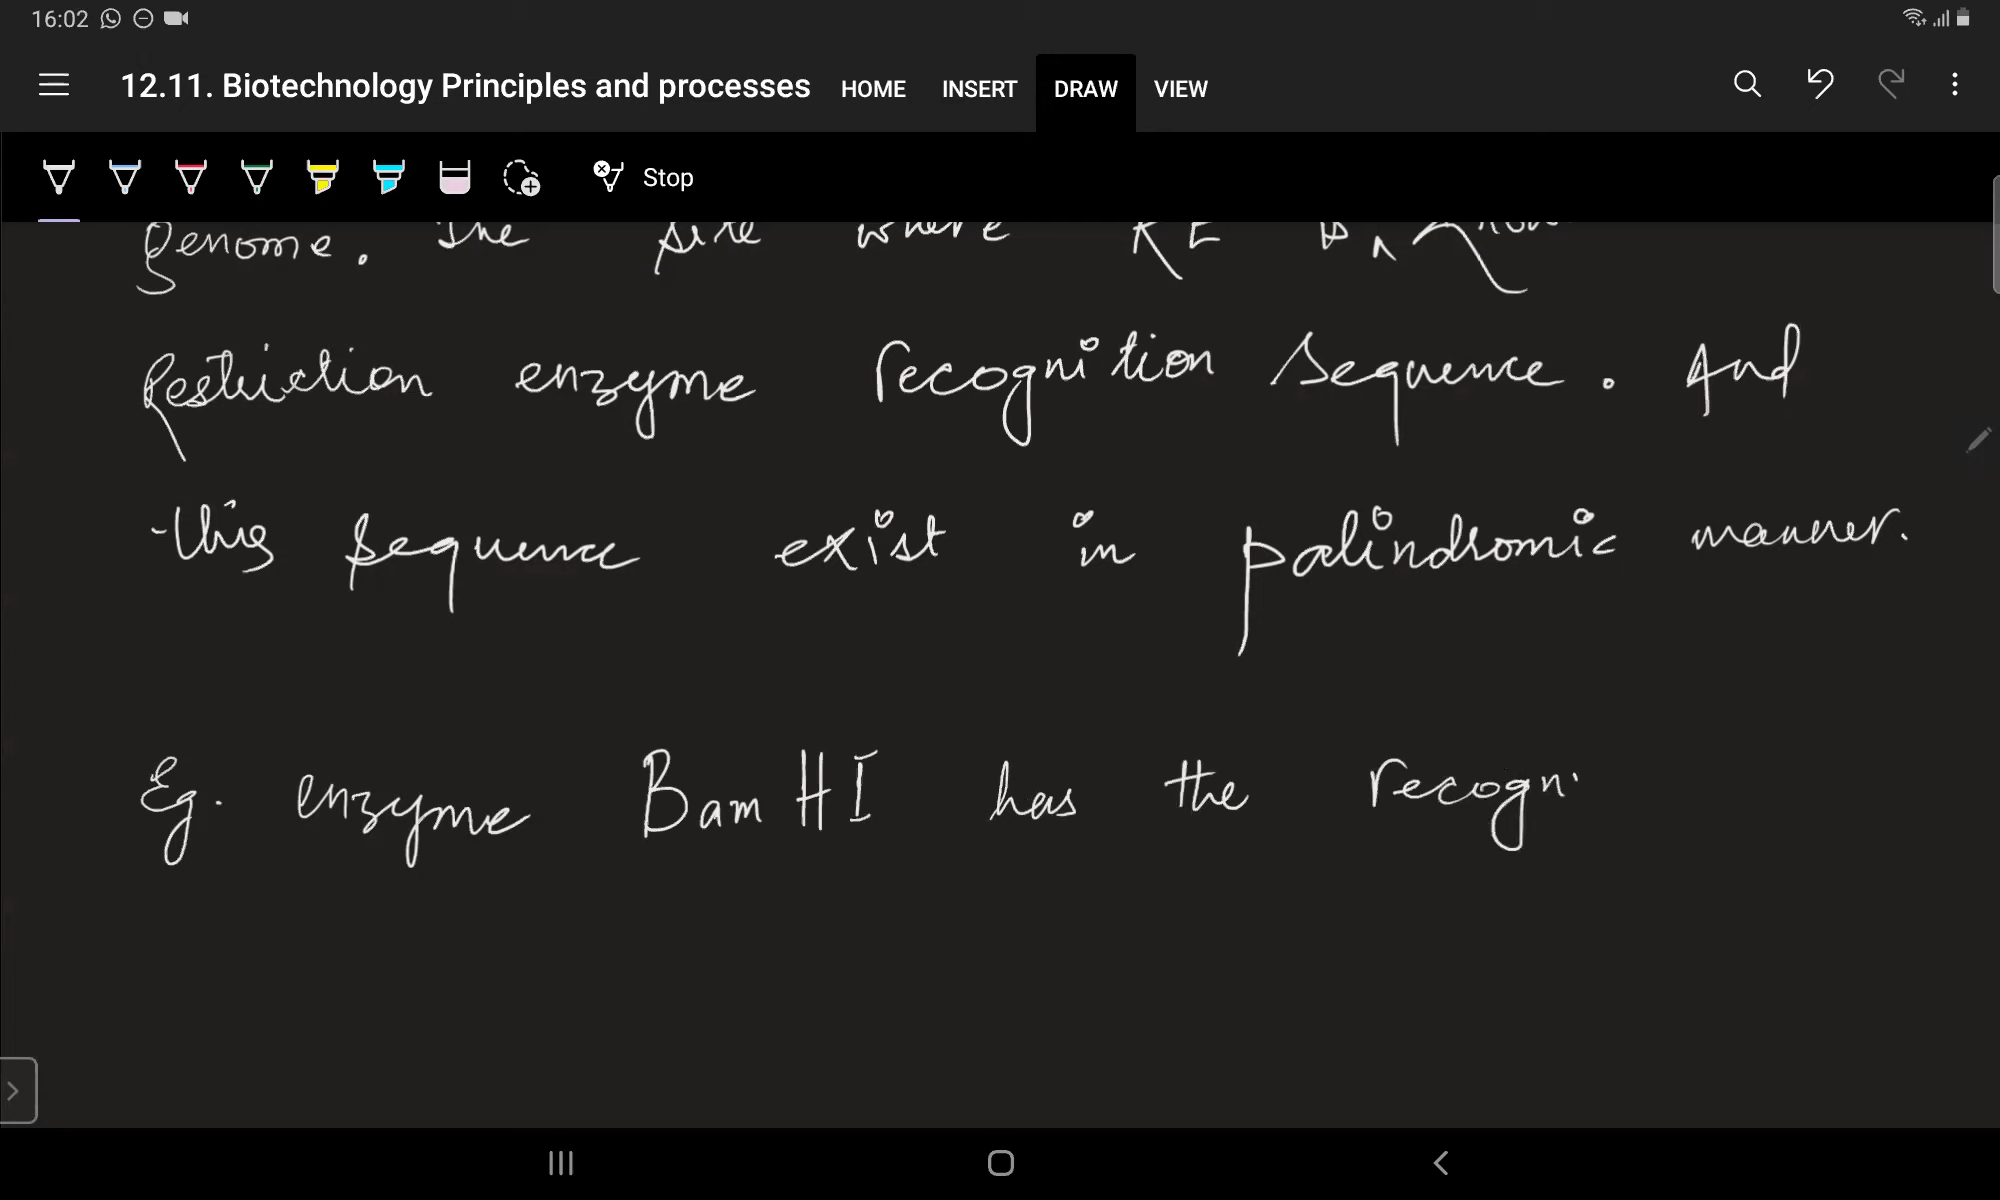 16:02
12.11. Biotechnology Principles and processes HOME INSERT DRAW VIEW
Stop
genome. The site where RE
Restriction enzyme recognition sequence. And
this sequence exist in palindromic manner.
Eg. enzyme Bam HI has the recogni